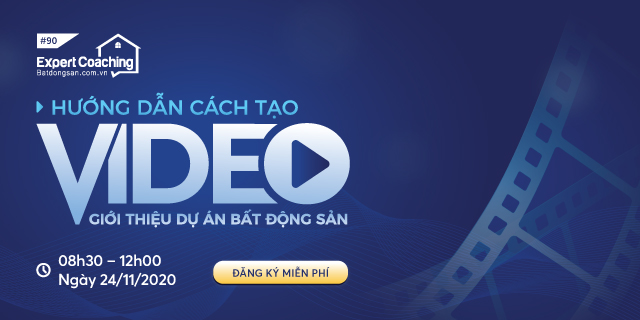 #90
Expert Coaching
Batdongsan.com.vn
HƯỚNG DẪN CÁCH TẠO
VIDEO
GIỚI THIỆU DỰ ÁN BẤT ĐỘNG SẢN
08h30 – 12h00
Ngày 24/11/2020
ĐĂNG KÝ MIỄN PHÍ